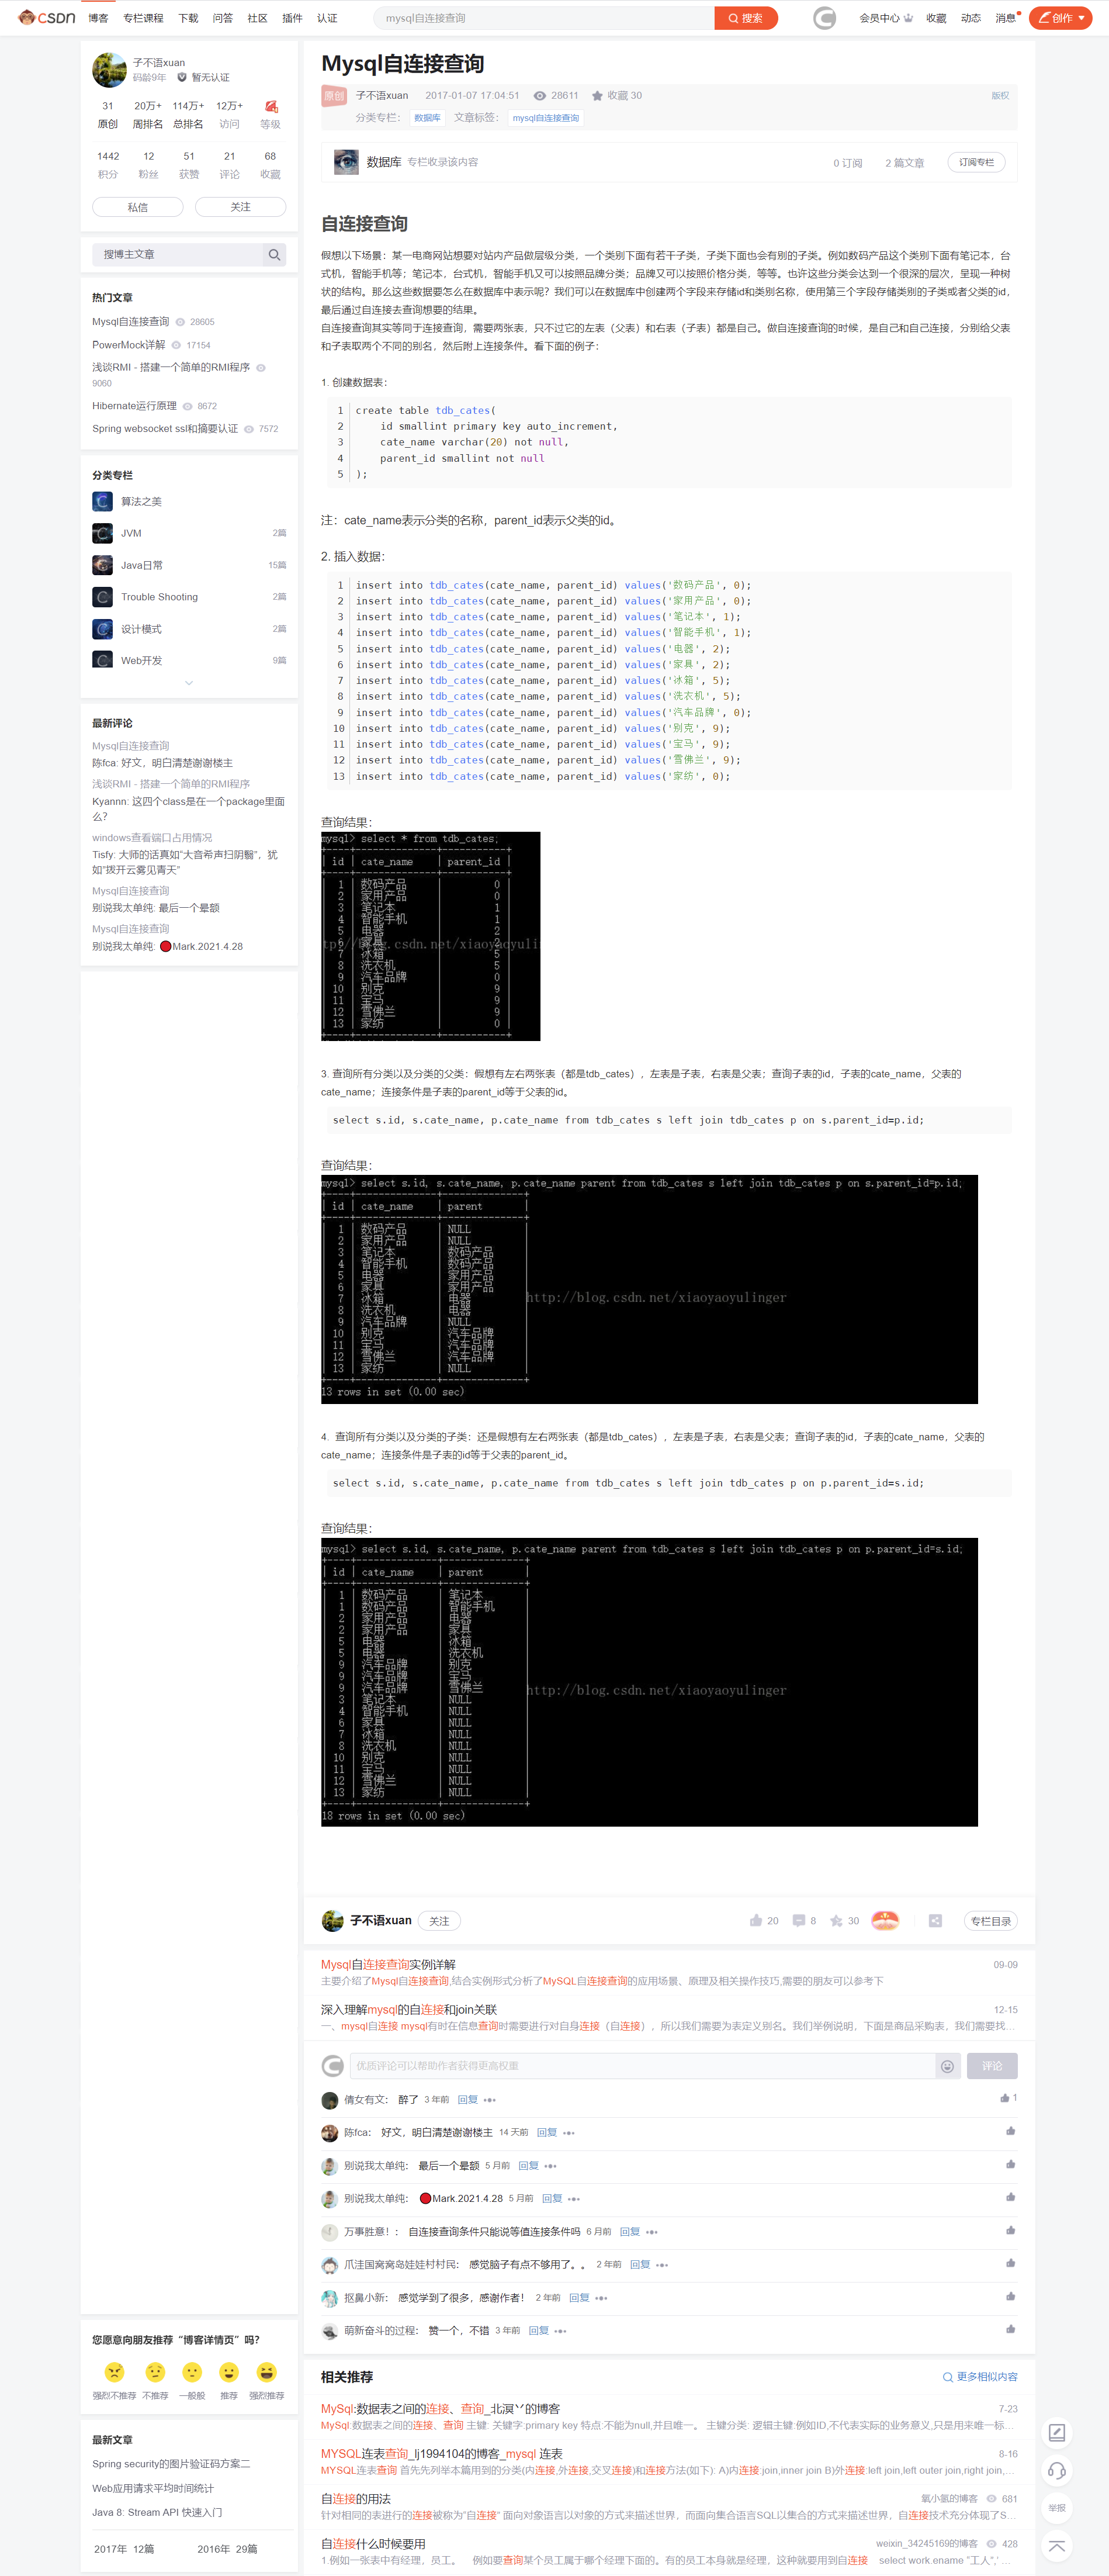 CSDN 博客 专栏课程 下载 问答 社区 插件 认证 mysql自连接查询 搜索 会员中心 收藏 动态 消息 创作
子不语xuan
码龄9年 暂无认证
31 20万+ 114万+ 12万+
原创 周排名 总排名 访问 等级
1442 12 51 21 68
积分 粉丝 获赞 评论 收藏
私信 关注
搜博主文章
热门文章
Mysql自连接查询 28605
PowerMock详解 17154
浅谈RMI - 搭建一个简单的RMI程序
9060
Hibernate运行原理 8672
Spring websocket ssl和摘要认证 7572
分类专栏
算法之美
JVM 2篇
Java日常 15篇
Trouble Shooting 2篇
设计模式 2篇
Web开发 9篇
最新评论
Mysql自连接查询
陈fca: 好文，明白清楚谢谢楼主
浅谈RMI - 搭建一个简单的RMI程序
Kyannn: 这四个class是在一个package里面
么?
windows查看端口占用情况
Tisfy: 大师的话真如“大音希声扫阴翳”，犹
如“拨开云雾见青天”
Mysql自连接查询
别说我太单纯: 最后一个晕额
Mysql自连接查询
别说我太单纯: Mark.2021.4.28
您愿意向朋友推荐“博客详情页”吗?
强烈不推荐 不推荐 一般般 推荐 强烈推荐
最新文章
Spring security的图片验证码方案二
Web应用请求平均时间统计
Java 8: Stream API 快速入门
2017年 12篇 2016年 29篇
Mysql自连接查询
原创 子不语xuan 2017-01-07 17:04:51 28611 收藏 30 版权
分类专栏： 数据库 文章标签： mysql自连接查询
数据库 专栏收录该内容 0 订阅 2 篇文章 订阅专栏
自连接查询
假想以下场景：某一电商网站想要对站内产品做层级分类，一个类别下面有若干子类，子类下面也会有别的子类。例如数码产品这个类别下面有笔记本，台
式机，智能手机等；笔记本，台式机，智能手机又可以按照品牌分类；品牌又可以按照价格分类，等等。也许这些分类会达到一个很深的层次，呈现一种树
状的结构。那么这些数据要怎么在数据库中表示呢？我们可以在数据库中创建两个字段来存储id和类别名称，使用第三个字段存储类别的子类或者父类的id，
最后通过自连接去查询想要的结果。
自连接查询其实等同于连接查询，需要两张表，只不过它的左表（父表）和右表（子表）都是自己。做自连接查询的时候，是自己和自己连接，分别给父表
和子表取两个不同的别名，然后附上连接条件。看下面的例子：
1. 创建数据表：
1 create table tdb_cates(
2 id smallint primary key auto_increment,
3 cate_name varchar(20) not null,
4 parent_id smallint not null
5 );
注：cate_name表示分类的名称，parent_id表示父类的id。
2. 插入数据：
1 insert into tdb_cates(cate_name, parent_id) values('数码产品', 0);
2 insert into tdb_cates(cate_name, parent_id) values('家用产品', 0);
3 insert into tdb_cates(cate_name, parent_id) values('笔记本', 1);
4 insert into tdb_cates(cate_name, parent_id) values('智能手机', 1);
5 insert into tdb_cates(cate_name, parent_id) values('电器', 2);
6 insert into tdb_cates(cate_name, parent_id) values('家具', 2);
7 insert into tdb_cates(cate_name, parent_id) values('冰箱', 5);
8 insert into tdb_cates(cate_name, parent_id) values('洗衣机', 5);
9 insert into tdb_cates(cate_name, parent_id) values('汽车品牌', 0);
10 insert into tdb_cates(cate_name, parent_id) values('别克', 9);
11 insert into tdb_cates(cate_name, parent_id) values('宝马', 9);
12 insert into tdb_cates(cate_name, parent_id) values('雪佛兰', 9);
13 insert into tdb_cates(cate_name, parent_id) values('家纺', 0);
查询结果：
mysql> select * from tdb_cates;
| id | cate_name | parent_id |
| 1 | 数码产品 | 0 |
| 2 | 家用产品 | 0 |
| 3 | 笔记本 | 1 |
| 4 | 智能手机 | 1 |
| 5 | 电器 | 2 |
| 6 | 家具 | 2 |
| 7 | 冰箱 | 5 |
| 8 | 洗衣机 | 5 |
| 9 | 汽车品牌 | 0 |
| 10 | 别克 | 9 |
| 11 | 宝马 | 9 |
| 12 | 雪佛兰 | 9 |
| 13 | 家纺 | 0 |
tp://blog.csdn.net/xiaoyaoyuli
3. 查询所有分类以及分类的父类：假想有左右两张表（都是tdb_cates），左表是子表，右表是父表；查询子表的id，子表的cate_name，父表的
cate_name；连接条件是子表的parent_id等于父表的id。
select s.id, s.cate_name, p.cate_name from tdb_cates s left join tdb_cates p on s.parent_id=p.id;
查询结果：
mysql> select s.id, s.cate_name, p.cate_name parent from tdb_cates s left join tdb_cates p on s.parent_id=p.id;
| id | cate_name | parent |
| 1 | 数码产品 | NULL |
| 2 | 家用产品 | NULL |
| 3 | 笔记本 | 数码产品 |
| 4 | 智能手机 | 数码产品 |
| 5 | 电器 | 家用产品 |
| 6 | 家具 | 家用产品 |
| 7 | 冰箱 | 电器 |
| 8 | 洗衣机 | 电器 |
| 9 | 汽车品牌 | NULL |
| 10 | 别克 | 汽车品牌 |
| 11 | 宝马 | 汽车品牌 |
| 12 | 雪佛兰 | 汽车品牌 |
| 13 | 家纺 | NULL |
http://blog.csdn.net/xiaoyaoyulinger
13 rows in set (0.00 sec)
4. 查询所有分类以及分类的子类：还是假想有左右两张表（都是tdb_cates），左表是子表，右表是父表；查询子表的id，子表的cate_name，父表的
cate_name；连接条件是子表的id等于父表的parent_id。
select s.id, s.cate_name, p.cate_name from tdb_cates s left join tdb_cates p on p.parent_id=s.id;
查询结果：
mysql> select s.id, s.cate_name, p.cate_name parent from tdb_cates s left join tdb_cates p on p.parent_id=s.id;
| id | cate_name | parent |
| 1 | 数码产品 | 笔记本 |
| 1 | 数码产品 | 智能手机 |
| 2 | 家用产品 | 电器 |
| 2 | 家用产品 | 家具 |
| 5 | 电器 | 冰箱 |
| 5 | 电器 | 洗衣机 |
| 9 | 汽车品牌 | 别克 |
| 9 | 汽车品牌 | 宝马 |
| 9 | 汽车品牌 | 雪佛兰 |
| 3 | 笔记本 | NULL |
| 4 | 智能手机 | NULL |
| 6 | 家具 | NULL |
| 7 | 冰箱 | NULL |
| 8 | 洗衣机 | NULL |
| 10 | 别克 | NULL |
| 11 | 宝马 | NULL |
| 12 | 雪佛兰 | NULL |
| 13 | 家纺 | NULL |
http://blog.csdn.net/xiaoyaoyulinger
18 rows in set (0.00 sec)
子不语xuan 关注 20 8 30 专栏目录
Mysql自连接查询实例详解 09-09
主要介绍了Mysql自连接查询,结合实例形式分析了MySQL自连接查询的应用场景、原理及相关操作技巧,需要的朋友可以参考下
深入理解mysql的自连接和join关联 12-15
一、mysql自连接 mysql有时在信息查询时需要进行对自身连接（自连接），所以我们需要为表定义别名。我们举例说明，下面是商品采购表，我们需要找…
优质评论可以帮助作者获得更高权重 评论
倩女有文： 醉了 3 年前 回复 1
陈fca： 好文，明白清楚谢谢楼主 14 天前 回复
别说我太单纯： 最后一个晕额 5 月前 回复
别说我太单纯： Mark.2021.4.28 5 月前 回复
万事胜意！： 自连接查询条件只能说等值连接条件吗 6 月前 回复
爪洼国窝窝岛娃娃村村民： 感觉脑子有点不够用了。。 2 年前 回复
抠鼻小新： 感觉学到了很多，感谢作者！ 2 年前 回复
萌新奋斗的过程： 赞一个，不错 3 年前 回复
相关推荐 更多相似内容
MySql:数据表之间的连接、查询_北溟丷的博客 7-23
MySql:数据表之间的连接、查询 主键: 关键字:primary key 特点:不能为null,并且唯一。 主键分类: 逻辑主键:例如ID,不代表实际的业务意义,只是用来唯一标…
MYSQL连表查询_lj1994104的博客_mysql 连表 8-16
MYSQL连表查询 首先先列举本篇用到的分类(内连接,外连接,交叉连接)和连接方法(如下): A)内连接:join,inner join B)外连接:left join,left outer join,right join,…
自连接的用法 氧小氩的博客 681
针对相同的表进行的连接被称为“自连接” 面向对象语言以对象的方式来描述世界，而面向集合语言SQL以集合的方式来描述世界，自连接技术充分体现了S…
自连接什么时候要用 weixin_34245169的博客 428
1.例如一张表中有经理，员工。 例如要查询某个员工属于哪个经理下面的。有的员工本身就是经理，这种就要用到自连接 select work.ename “工人”,' …
举报